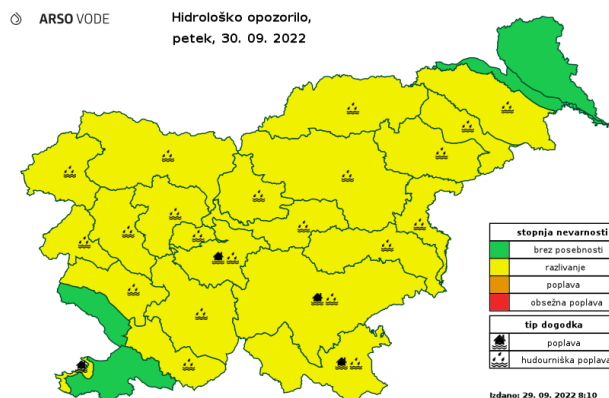 ARSO VODE
Hidrološko opozorilo,
petek, 30. 09. 2022
stopnja nevarnosti
brez posebnosti
razlivanje
poplava
obsežna poplava
tip dogodka
poplava
hudourniška poplava
Izdano: 29. 09. 2022 8:10